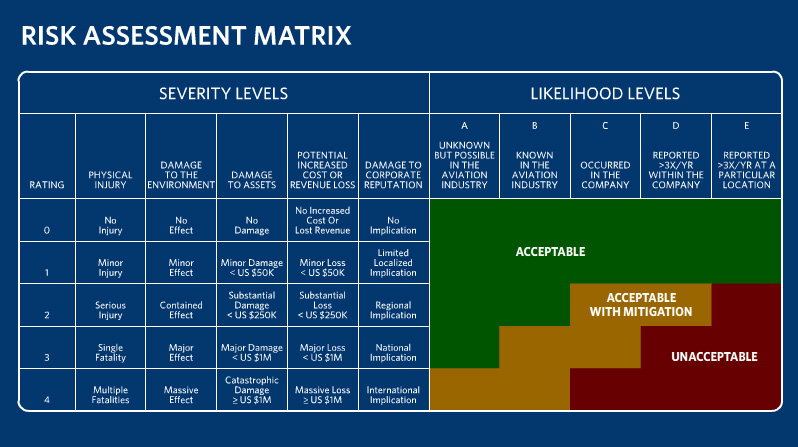 RISK ASSESSMENT MATRIX
SEVERITY LEVELS
LIKELIHOOD LEVELS
RATING
PHYSICAL
INJURY
DAMAGE
TO THE
ENVIRONMENT
DAMAGE
TO ASSETS
POTENTIAL
INCREASED
COST OR
REVENUE LOSS
DAMAGE TO
CORPORATE
REPUTATION
A
UNKNOWN
BUT POSSIBLE
IN THE
AVIATION
INDUSTRY
B
KNOWN
IN THE
AVIATION
INDUSTRY
C
OCCURRED
IN THE
COMPANY
D
REPORTED
>3X/YR
WITHIN THE
COMPANY
E
REPORTED
>3X/YR AT A
PARTICULAR
LOCATION
0
No
Injury
No
Effect
No
Damage
No Increased
Cost Or
Lost Revenue
No
Implication
1
Minor
Injury
Minor
Effect
Minor Damage
< US $50K
Minor Loss
< US $50K
Limited
Localized
Implication
ACCEPTABLE
2
Serious
Injury
Contained
Effect
Substantial
Damage
< US $250K
Substantial
Loss
< US $250K
Regional
Implication
ACCEPTABLE
WITH MITIGATION
3
Single
Fatality
Major
Effect
Major Damage
< US $1M
Major Loss
< US $1M
National
Implication
UNACCEPTABLE
4
Multiple
Fatalities
Massive
Effect
Catastrophic
Damage
≥ US $1M
Massive Loss
≥ US $1M
International
Implication